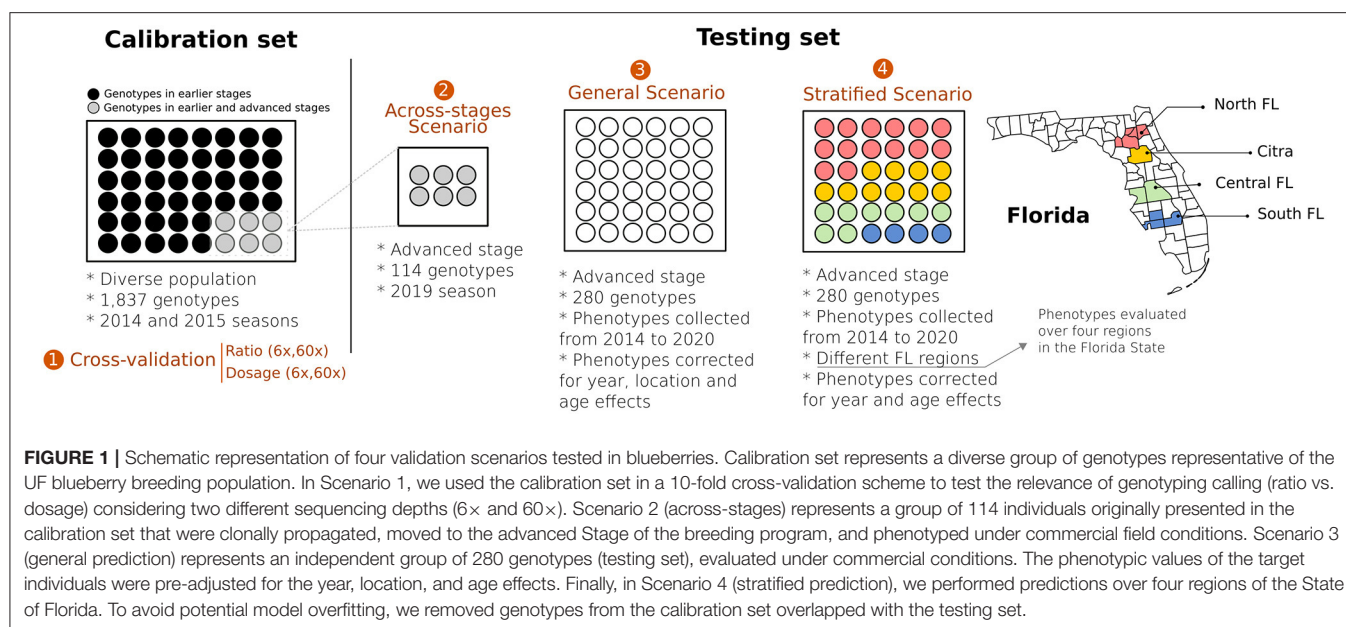 Calibration set
Testing set
Genotypes in earlier stages
Genotypes in earlier and advanced stages
* Diverse population
* 1,837 genotypes
* 2014 and 2015 seasons
1 Cross-validation
Ratio (6x,60x)
Dosage (6x,60x)
2
Across-stages
Scenario
* Advanced stage
* 114 genotypes
* 2019 season
3
General Scenario
* Advanced stage
* 280 genotypes
* Phenotypes collected
from 2014 to 2020
* Phenotypes corrected
for year, location and
age effects
4
Stratified Scenario
* Advanced stage
* 280 genotypes
* Phenotypes collected
from 2014 to 2020
* Different FL regions
* Phenotypes corrected
for year and age effects
North FL
Citra
Central FL
South FL
Florida
Phenotypes evaluated
over four regions
in the Florida State
FIGURE 1 | Schematic representation of four validation scenarios tested in blueberries. Calibration set represents a diverse group of genotypes representative of the
UF blueberry breeding population. In Scenario 1, we used the calibration set in a 10-fold cross-validation scheme to test the relevance of genotyping calling (ratio vs.
dosage) considering two different sequencing depths (6× and 60×). Scenario 2 (across-stages) represents a group of 114 individuals originally presented in the
calibration set that were clonally propagated, moved to the advanced Stage of the breeding program, and phenotyped under commercial field conditions. Scenario 3
(general prediction) represents an independent group of 280 genotypes (testing set), evaluated under commercial conditions. The phenotypic values of the target
individuals were pre-adjusted for the year, location, and age effects. Finally, in Scenario 4 (stratified prediction), we performed predictions over four regions of the State
of Florida. To avoid potential model overfitting, we removed genotypes from the calibration set overlapped with the testing set.